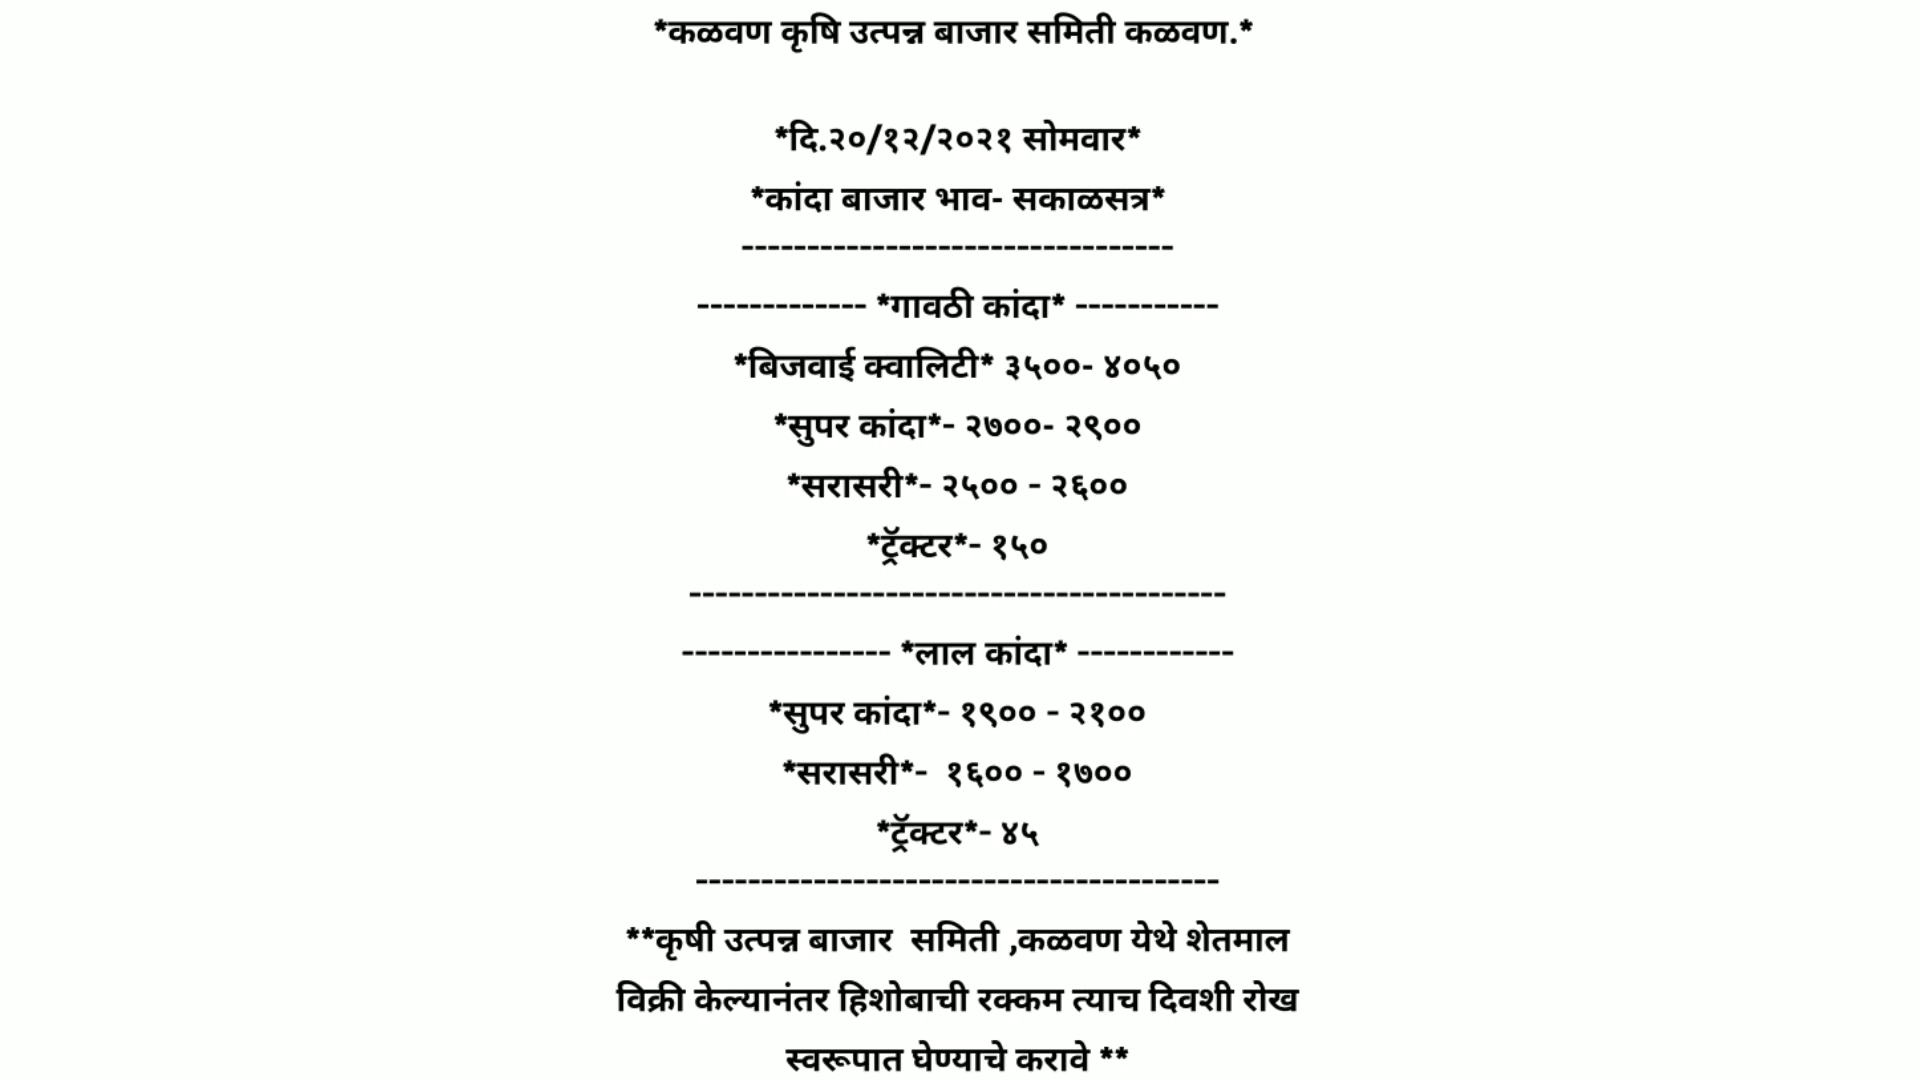 *कळवण कृषि उत्पन्न बाजार समिती कळवण.*
*दि.२०/१२/२०२१ सोमवार*
*कांदा बाजार भाव- सकाळसत्र*
---------------------------------
------------- *गावठी कांदा* -----------
*बिजवाई क्वालिटी* ३५००- ४०५०
*सुपर कांदा*- २७००- २९००
*सरासरी*- २५०० - २६००
*ट्रॅक्टर*- १५०
-----------------------------------------
---------------- *लाल कांदा* ------------
*सुपर कांदा*- १९०० - २१००
*सरासरी*-  १६०० - १७००
*ट्रॅक्टर*- ४५
----------------------------------------
**कृषी उत्पन्न बाजार  समिती ,कळवण येथे शेतमाल
विक्री केल्यानंतर हिशोबाची रक्कम त्याच दिवशी रोख
स्वरूपात घेण्याचे करावे **